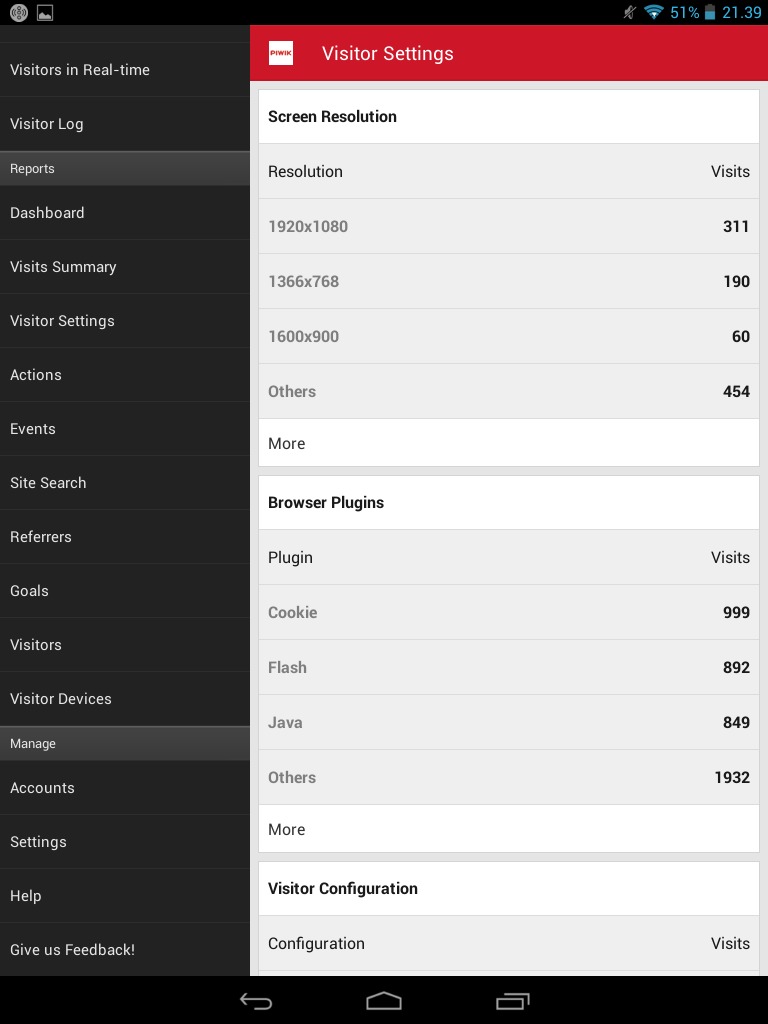 51% 21.39
Visitors in Real-time
Visitor Log
Reports
Dashboard
Visits Summary
Visitor Settings
Actions
Events
Site Search
Referrers
Goals
Visitors
Visitor Devices
Manage
Accounts
Settings
Help
Give us Feedback!
PIWIK Visitor Settings
Screen Resolution
Resolution Visits
1920x1080 311
1366x768 190
1600x900 60
Others 454
More
Browser Plugins
Plugin Visits
Cookie 999
Flash 892
Java 849
Others 1932
More
Visitor Configuration
Configuration Visits